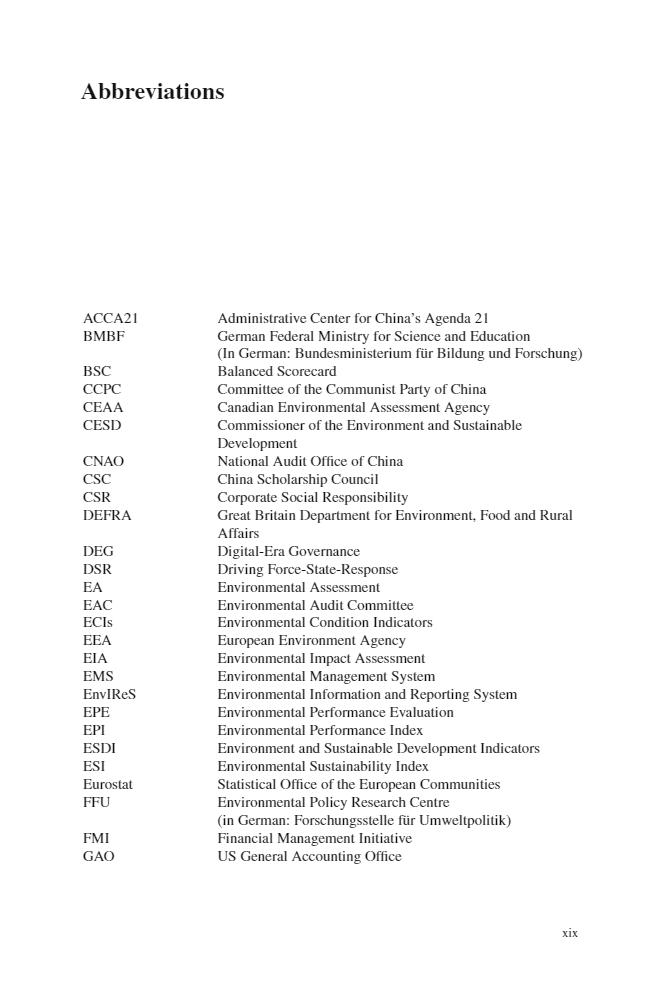 Abbreviations
ACCA21 Administrative Center for China's Agenda 21
BMBF German Federal Ministry for Science and Education
(In German: Bundesministerium für Bildung und Forschung)
BSC Balanced Scorecard
CCPC Committee of the Communist Party of China
CEAA Canadian Environmental Assessment Agency
CESD Commissioner of the Environment and Sustainable
Development
CNAO National Audit Office of China
CSC China Scholarship Council
CSR Corporate Social Responsibility
DEFRA Great Britain Department for Environment, Food and Rural
Affairs
DEG Digital-Era Governance
DSR Driving Force-State-Response
EA Environmental Assessment
EAC Environmental Audit Committee
ECIs Environmental Condition Indicators
EEA European Environment Agency
EIA Environmental Impact Assessment
EMS Environmental Management System
EnvIReS Environmental Information and Reporting System
EPE Environmental Performance Evaluation
EPI Environmental Performance Index
ESDI Environment and Sustainable Development Indicators
ESI Environmental Sustainability Index
Eurostat Statistical Office of the European Communities
FFU Environmental Policy Research Centre
(in German: Forschungsstelle für Umweltpolitik)
FMI Financial Management Initiative
GAO US General Accounting Office
xix